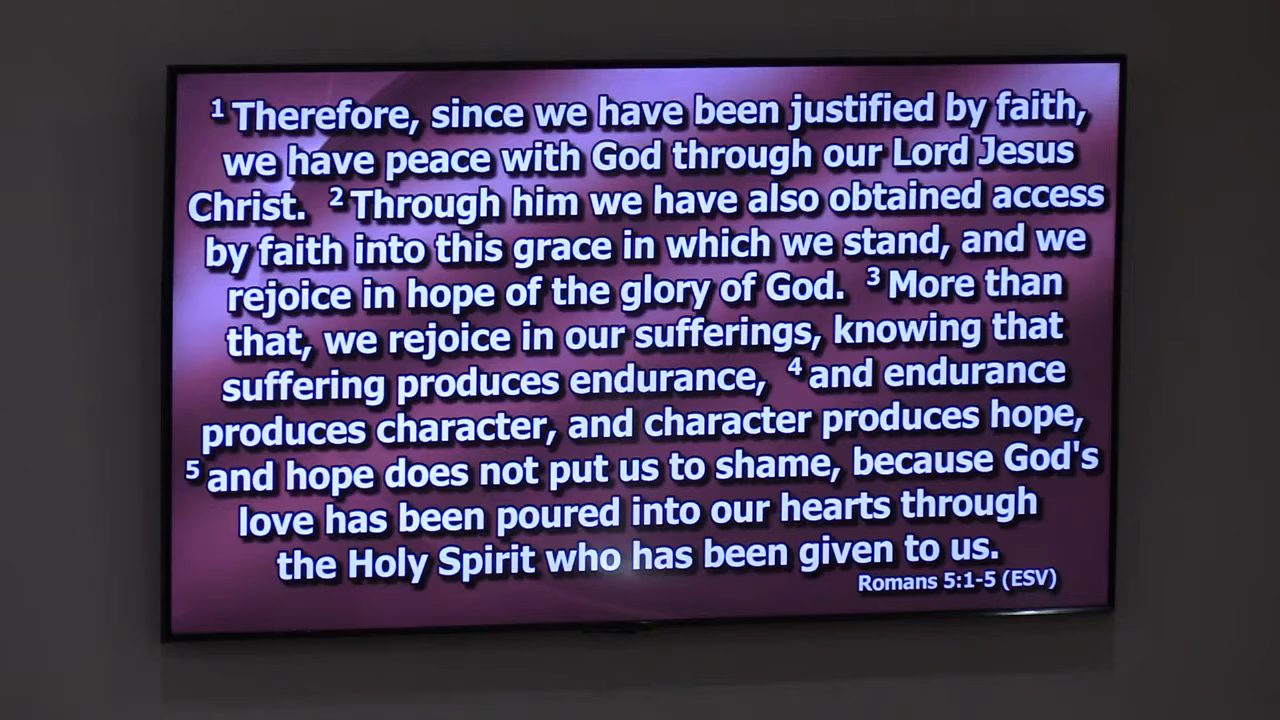 1 Therefore, since we have been justified by faith,
we have peace with God through our Lord Jesus
Christ. 2 Through him we have also obtained access
by faith into this grace in which we stand, and we
rejoice in hope of the glory of God. 3 More than
that, we rejoice in our sufferings, knowing that
suffering produces endurance, 4 and endurance
produces character, and character produces hope,
5 and hope does not put us to shame, because God's
love has been poured into our hearts through
the Holy Spirit who has been given to us.
Romans 5:1-5 (ESV)